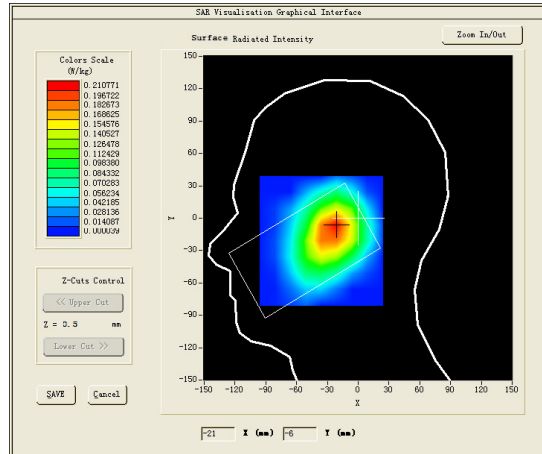 SAR Visualisation Graphical Interface
Surface Radiated Intensity
Zoom In/Out
Colors Scale
(W/kg)
0.210771
0.196722
0.182673
0.168625
0.154576
0.140527
0.126478
0.112429
0.098380
0.084332
0.070283
0.056234
0.042185
0.028136
0.014087
0.000039
Z-Cuts Control
<< Upper Cut
Z = 0.5 mm
Lower Cut >>
SAVE Cancel
150
120
90
60
30
0
-30
-60
-90
-120
-150
Y
-150 -120 -90 -60 -30 0 30 60 90 120 150
X
-21 X (mm) -6 Y (mm)